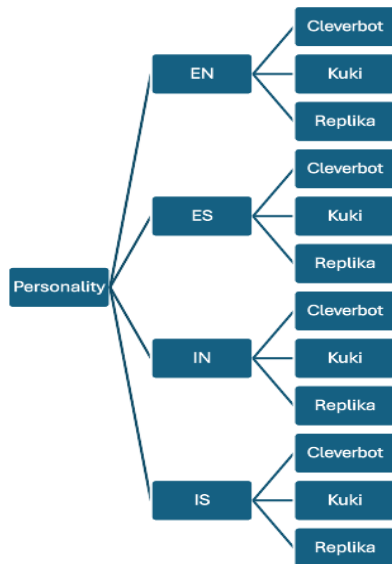 Personality
EN
Cleverbot
Kuki
Replika
ES
Cleverbot
Kuki
Replika
IN
Cleverbot
Kuki
Replika
IS
Cleverbot
Kuki
Replika